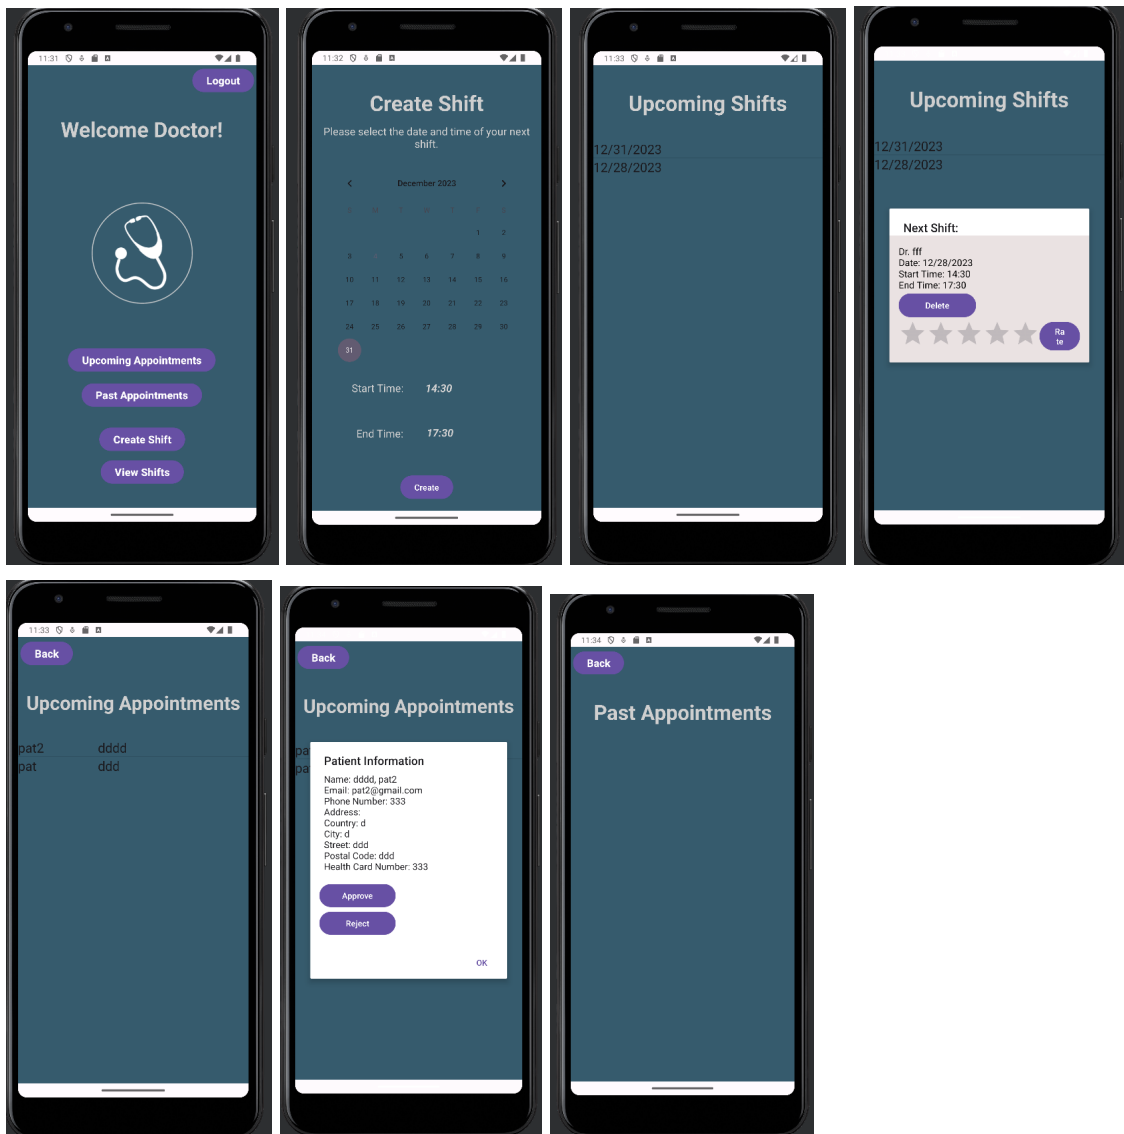 11:31
Logout
Welcome Doctor!
Upcoming Appointments
Past Appointments
Create Shift
View Shifts
11:32
Create Shift
Please select the date and time of your next
shift.
December 2023
1 2
5 6 7 8 9
10 11 12 13 14 15 16
17 18 19 20 21 22 23
24 25 26 27 28 29 30
31
Start Time: 14:30
End Time: 17:30
Create
11:33
Upcoming Shifts
12/31/2023
12/28/2023
Upcoming Shifts
12/31/2023
12/28/2023
Next Shift:
Dr. fff
Date: 12/28/2023
Start Time: 14:30
End Time: 17:30
Delete
Ra
te
11:33
Back
Upcoming Appointments
pat2 dddd
pat ddd
Back
Upcoming Appointments
pa
pa
Patient Information
Name: dddd, pat2
Email: pat2@gmail.com
Phone Number: 333
Address:
Country: d
City: d
Street: ddd
Postal Code: ddd
Health Card Number: 333
Approve
Reject
OK
11:34
Back
Past Appointments